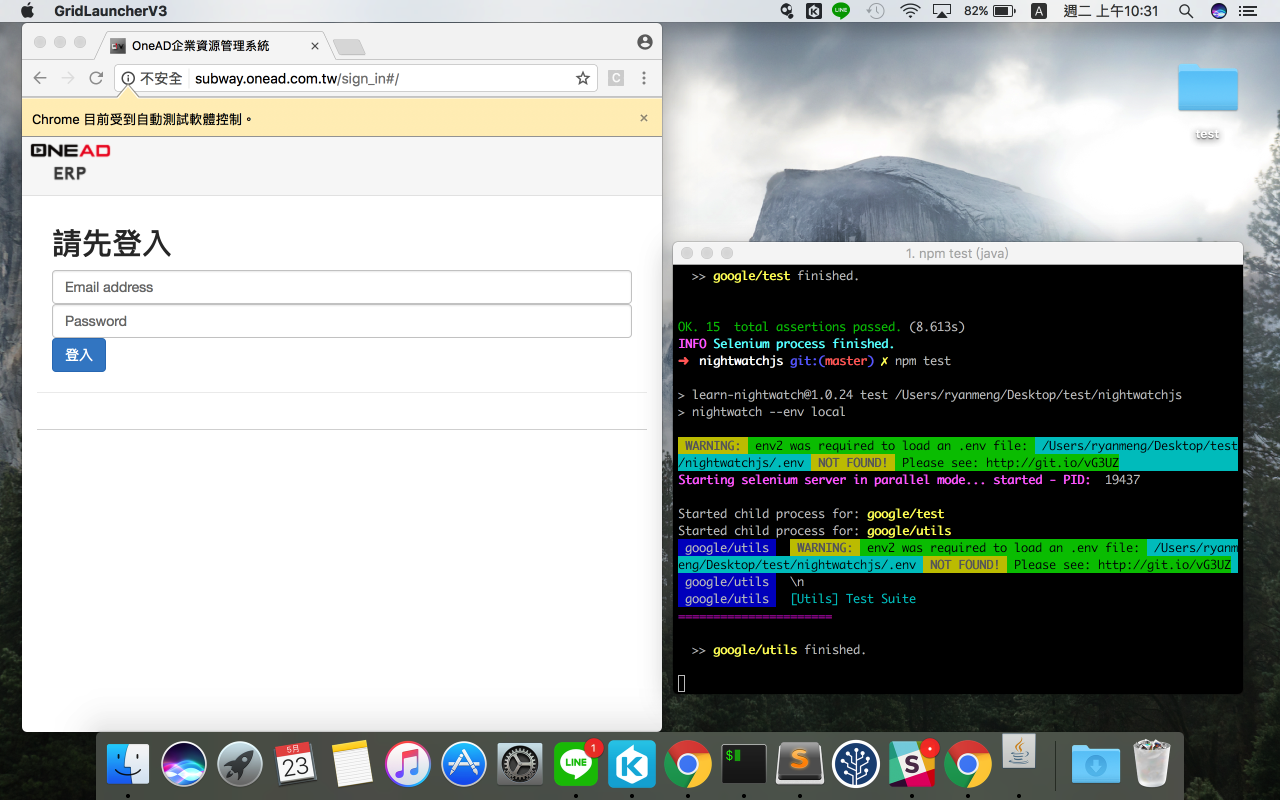 GridLauncherV3
82%
A
週二 上午10:31
OneAD企業資源管理系統
不安全
subway.onead.com.tw/sign_in#/
C
Chrome 目前受到自動測試軟體控制。
ONEAD
ERP
請先登入
Email address
Password
登入
test
1. npm test (java)
>> google/test finished.
OK. 15 total assertions passed. (8.613s)
INFO Selenium process finished.
➜ nightwatchjs git:(master) ✗ npm test
> learn-nightwatch@1.0.24 test /Users/ryanmeng/Desktop/test/nightwatchjs
> nightwatch --env local
WARNING: env2 was required to load an .env file: /Users/ryanmeng/Desktop/test
/nightwatchjs/.env NOT FOUND! Please see: http://git.io/vG3UZ
Starting selenium server in parallel mode... started - PID: 19437
Started child process for: google/test
Started child process for: google/utils
google/utils WARNING: env2 was required to load an .env file: /Users/ryanm
eng/Desktop/test/nightwatchjs/.env NOT FOUND! Please see: http://git.io/vG3UZ
google/utils \n
google/utils [Utils] Test Suite
======================
>> google/utils finished.
5月
23
LINE
1
K
$
S
S